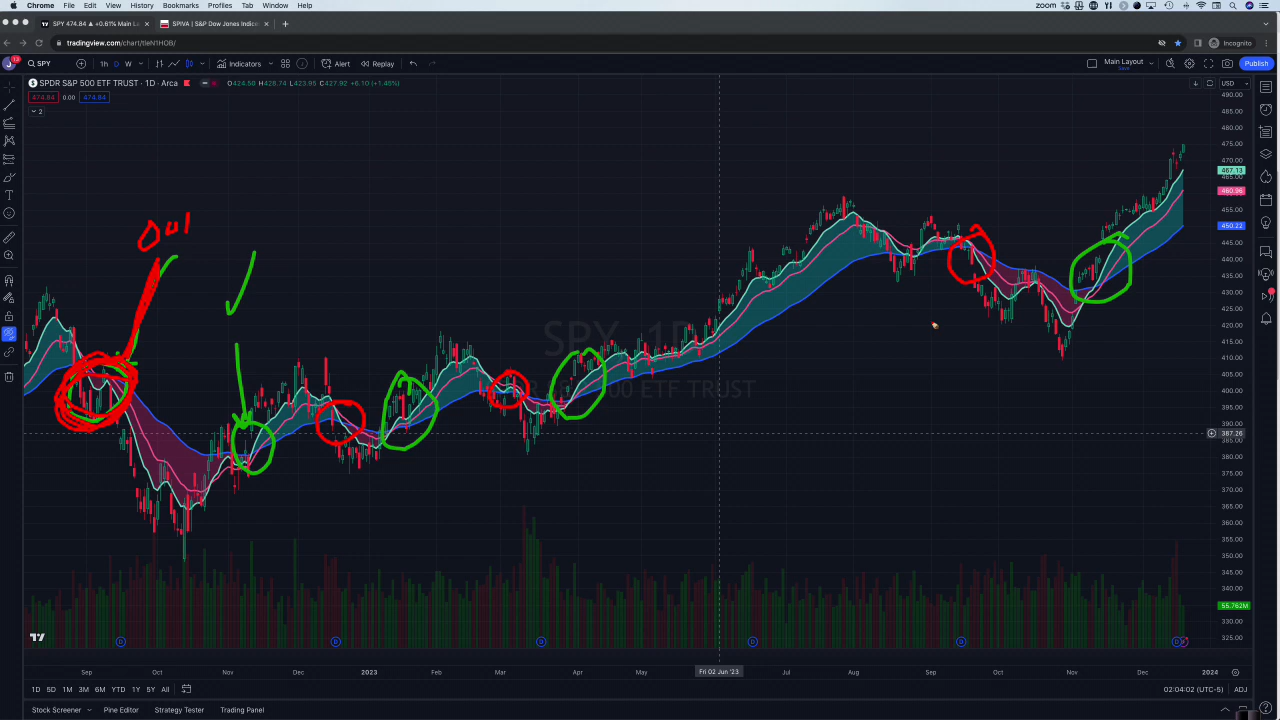 Chrome File Edit View History Bookmarks Profiles Tab Window Help zoom
SPY 474.84 ▲ +0.61% Main La × SPIVA | S&P Dow Jones Indices × +
tradingview.com/chart/tleN1HOB/ Incognito
13 SPY 1h D W Indicators Alert Replay Main Layout Save Publish
SPDR S&P 500 ETF TRUST · 1D · Arca O424.50 H428.74 L423.95 C427.92 +6.10 (+1.45%) USD
474.84 0.00 474.84
2
490.00
485.00
480.00
475.00
470.00
467.13
465.00
460.96
455.00
450.22
445.00
440.00
435.00
430.00
425.00
420.00
415.00
410.00
405.00
400.00
395.00
390.00
387.26
385.00
380.00
375.00
370.00
365.00
360.00
355.00
350.00
345.00
340.00
335.00
55.762M
330.00
325.00
Out
SPY, 1D
SPDR S&P 500 ETF TRUST
D D D D D D
Sep Oct Nov Dec 2023 Feb Mar Apr May Fri 02 Jun '23 Jul Aug Sep Oct Nov Dec 2024
1D 5D 1M 3M 6M YTD 1Y 5Y All 02:04:02 (UTC-5) ADJ
Stock Screener Pine Editor Strategy Tester Trading Panel